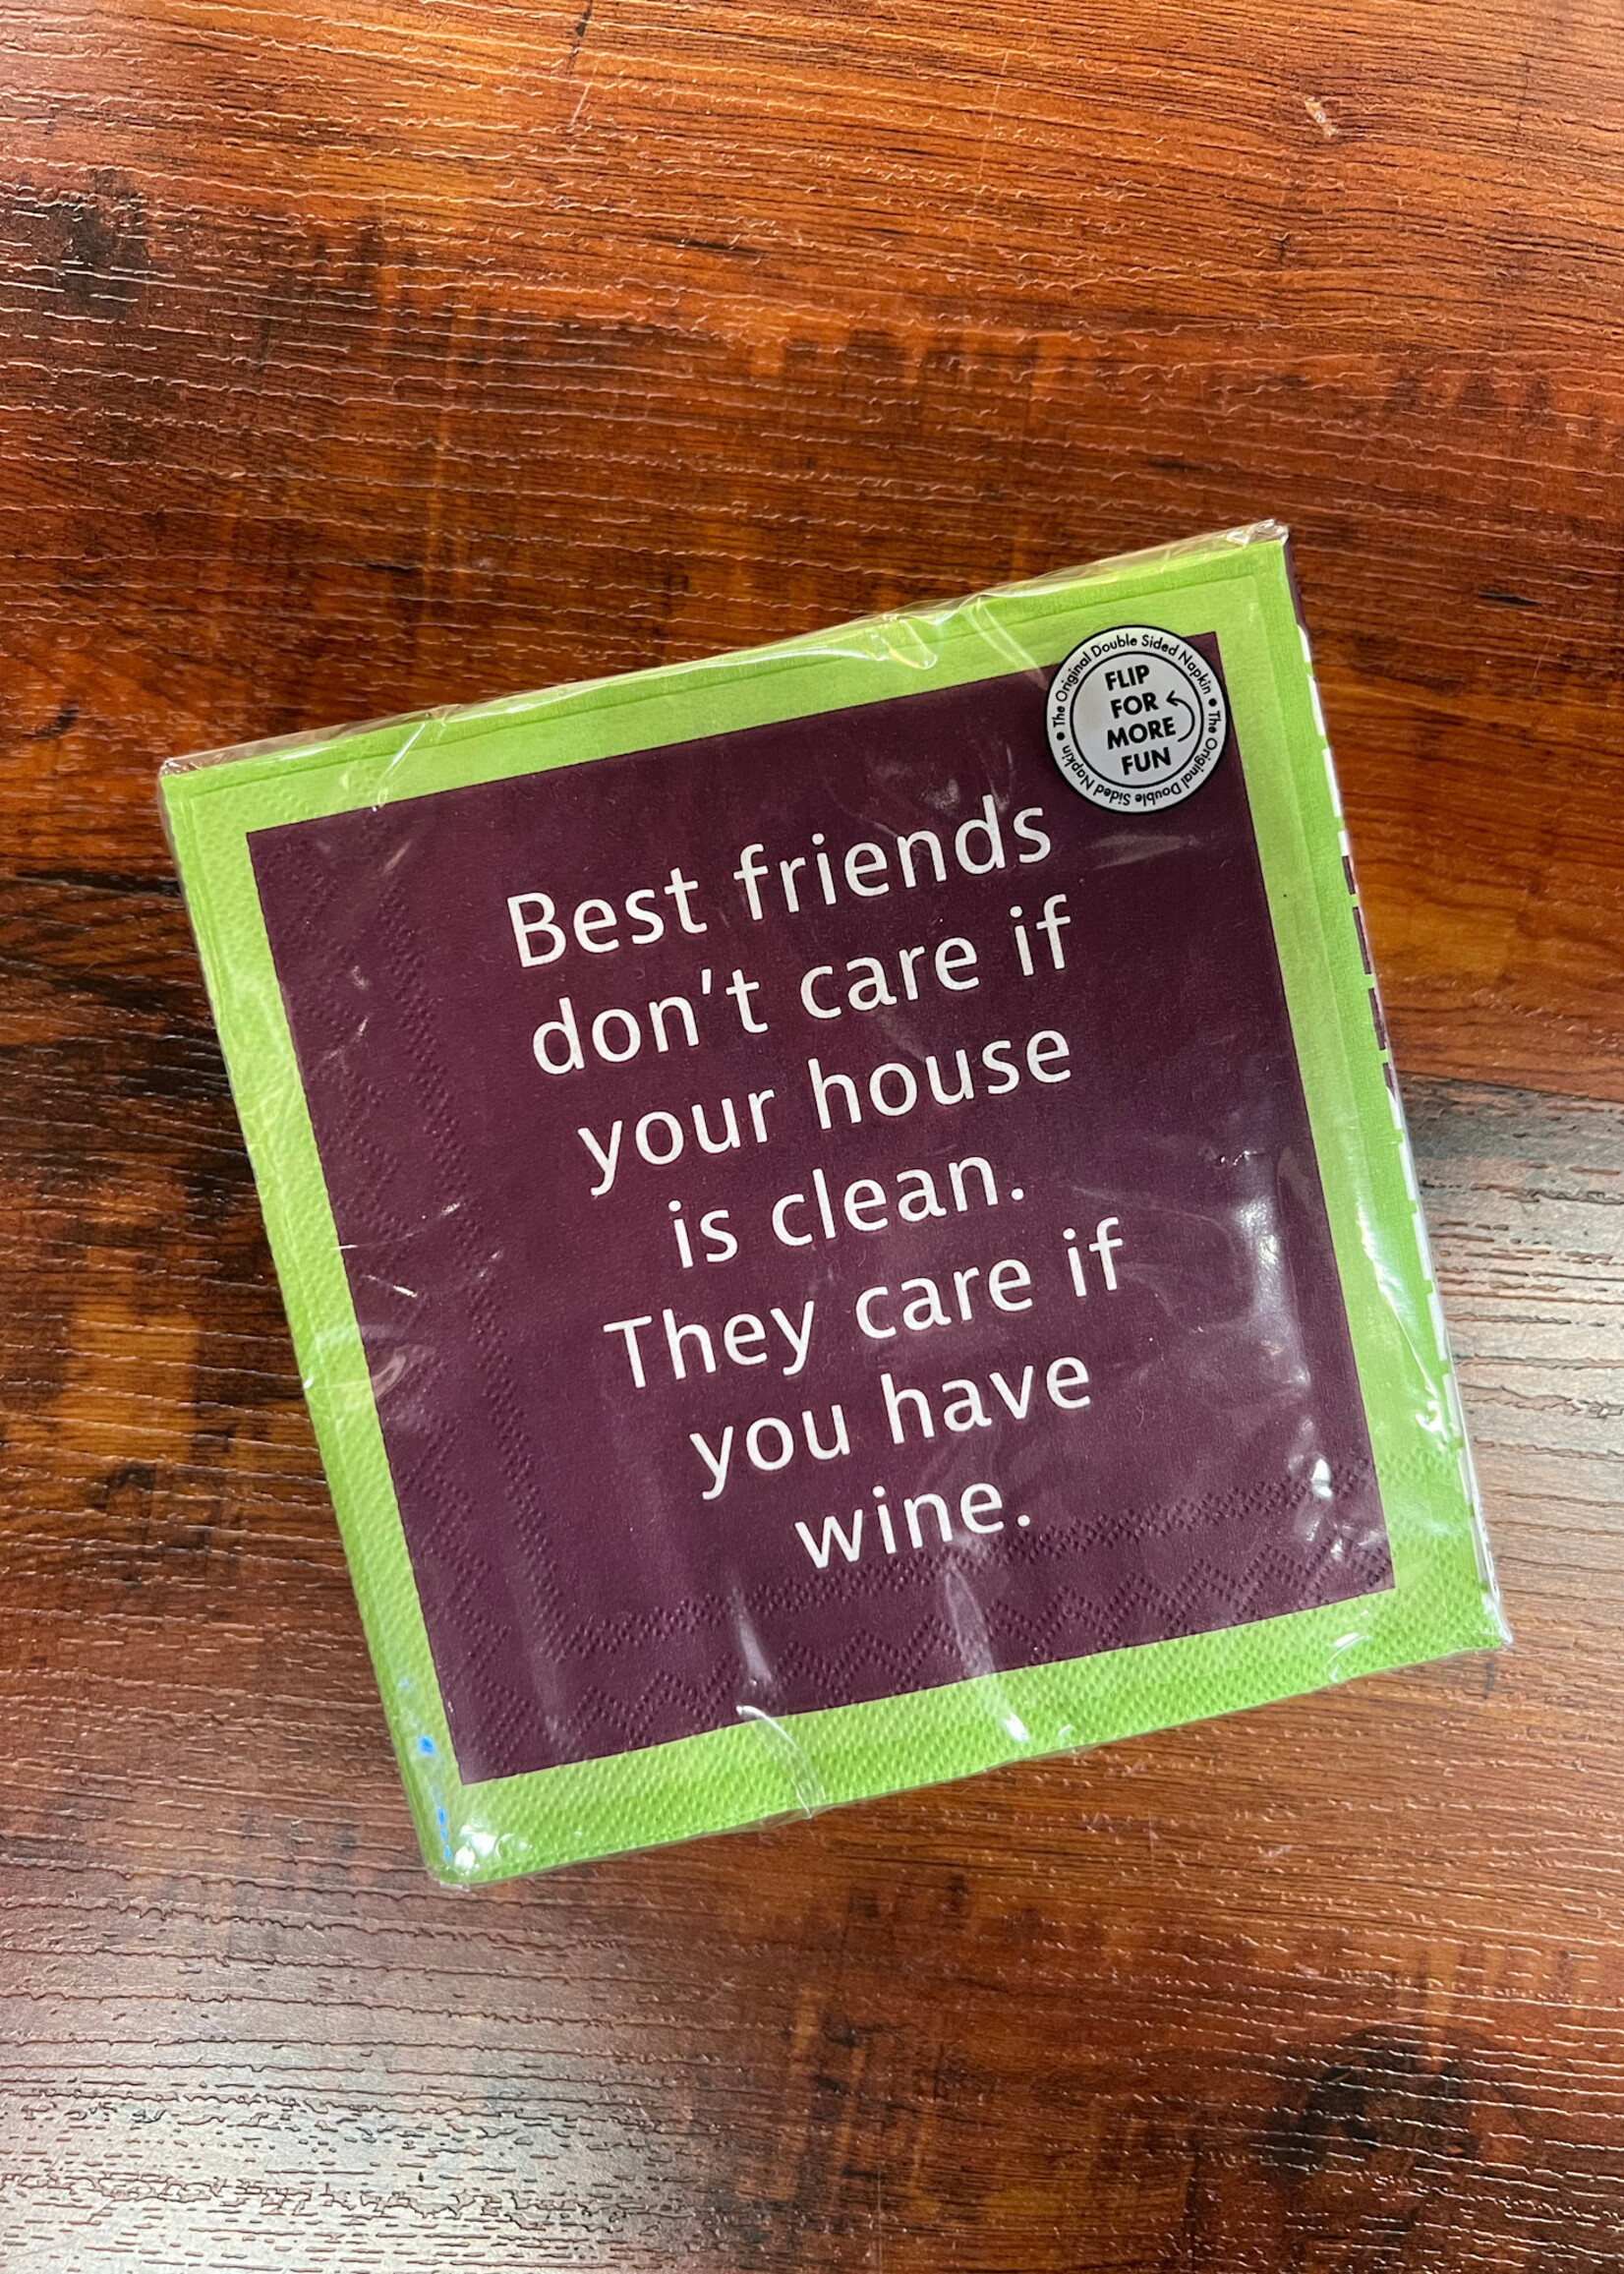 The Original Double Sided Napkin • The Original Double Sided Napkin •
FLIP
FOR
MORE
FUN
Best friends
don't care if
your house
is clean.
They care if
you have
wine.